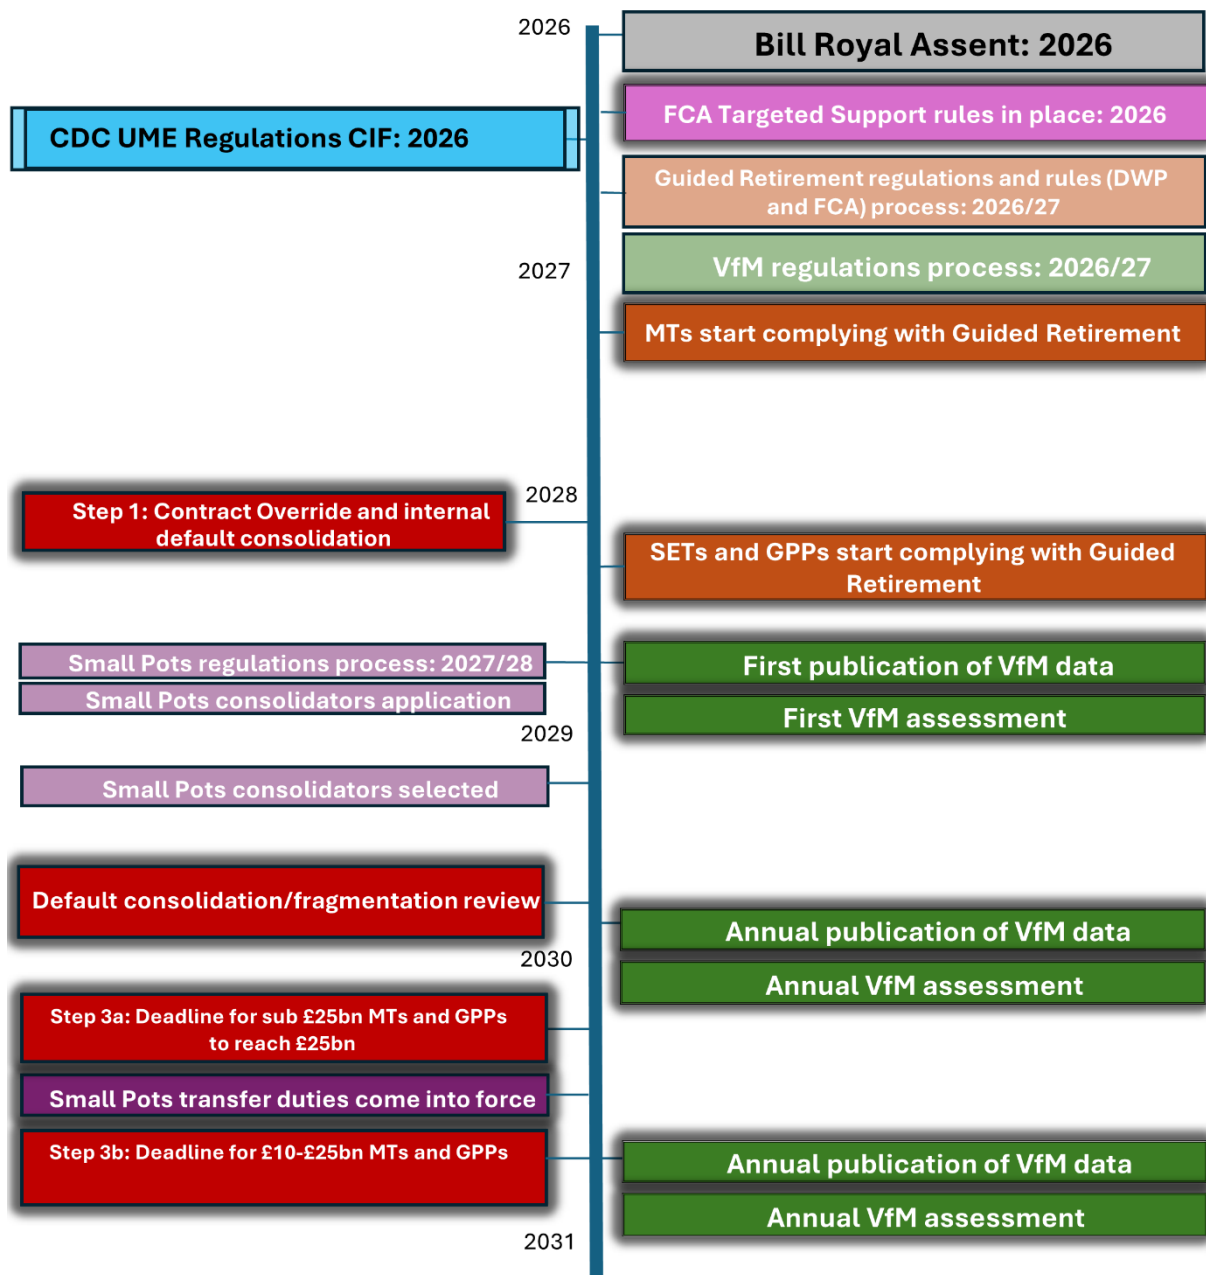 2026
Bill Royal Assent: 2026
FCA Targeted Support rules in place: 2026
CDC UME Regulations CIF: 2026
Guided Retirement regulations and rules (DWP
and FCA) process: 2026/27
2027
VfM regulations process: 2026/27
MTs start complying with Guided Retirement
2028
Step 1: Contract Override and internal
default consolidation
SETs and GPPs start complying with Guided
Retirement
Small Pots regulations process: 2027/28
First publication of VfM data
Small Pots consolidators application
First VfM assessment
2029
Small Pots consolidators selected
Default consolidation/fragmentation review
Annual publication of VfM data
2030
Annual VfM assessment
Step 3a: Deadline for sub £25bn MTs and GPPs
to reach £25bn
Small Pots transfer duties come into force
Step 3b: Deadline for £10-£25bn MTs and GPPs
Annual publication of VfM data
Annual VfM assessment
2031